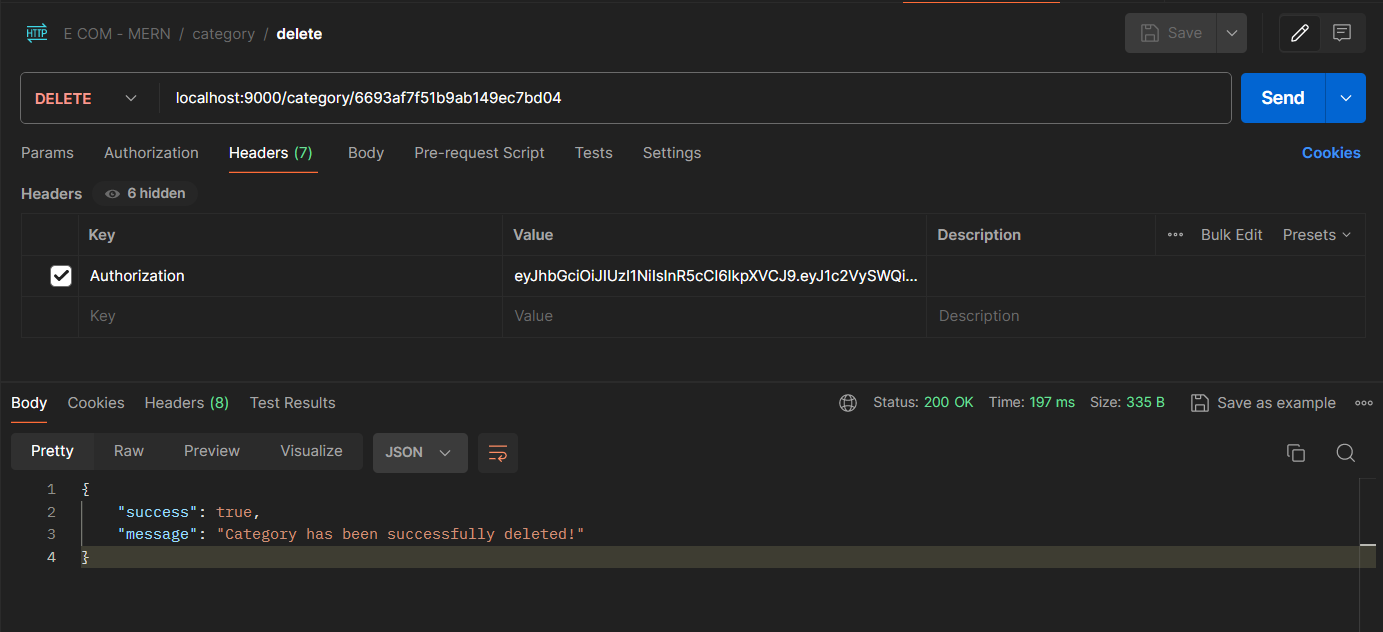 HTTP E COM - MERN / category / delete Save
DELETE localhost:9000/category/6693af7f51b9ab149ec7bd04 Send
Params Authorization Headers (7) Body Pre-request Script Tests Settings Cookies
Headers 6 hidden
Key Value Description Bulk Edit Presets
Authorization eyJhbGciOiJIUzI1NiIsInR5cCI6IkpXVCJ9.eyJ1c2VySWQi...
Key Value Description
Body Cookies Headers (8) Test Results Status: 200 OK Time: 197 ms Size: 335 B Save as example
Pretty Raw Preview Visualize JSON
1 {
2 "success": true,
3 "message": "Category has been successfully deleted!"
4 }